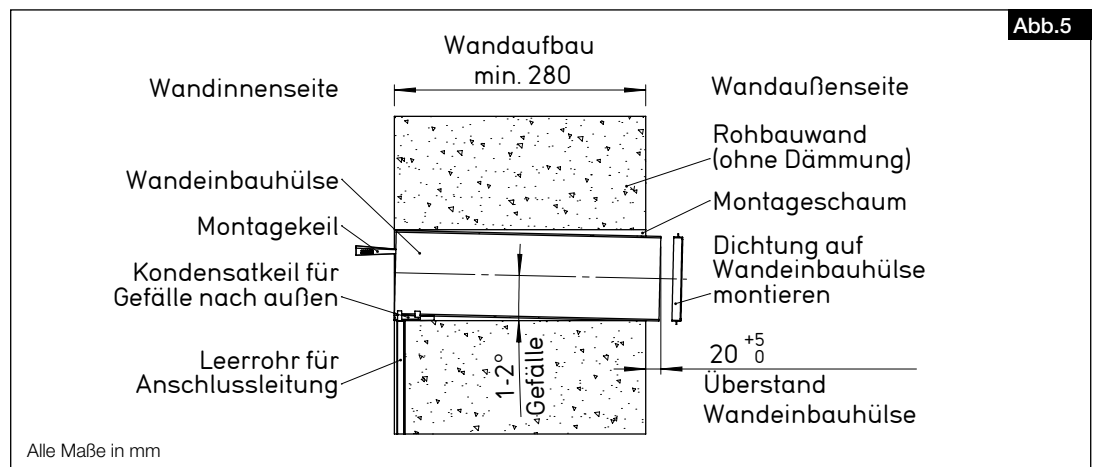 Abb.5
Wandaufbau
min. 280
Wandinnenseite
Wandaußenseite
Rohbauwand
(ohne Dämmung)
Wandeinbauhülse
Montageschaum
Montagekeil
Dichtung auf
Wandeinbauhülse
montieren
Kondensatkeil für
Gefälle nach außen
Leerrohr für
Anschlussleitung
1-2°
Gefälle
20 +5 0
Überstand
Wandeinbauhülse
Alle Maße in mm